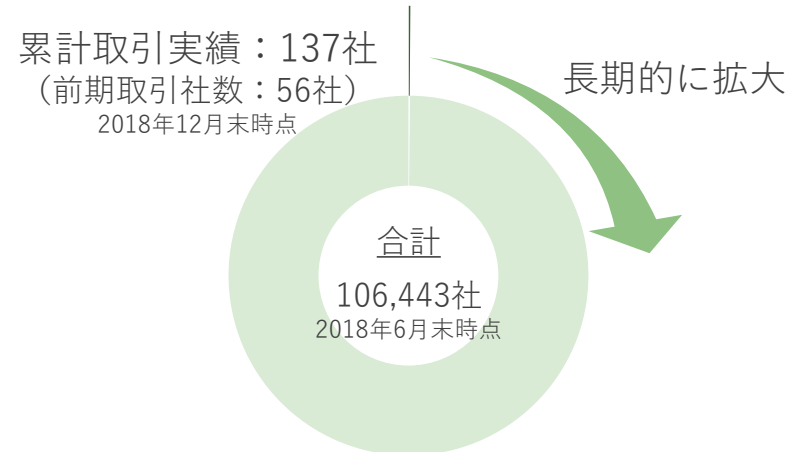 累計取引実績：137社
（前期取引社数：56社）
2018年12月末時点
長期的に拡大
合計
106,443社
2018年6月末時点